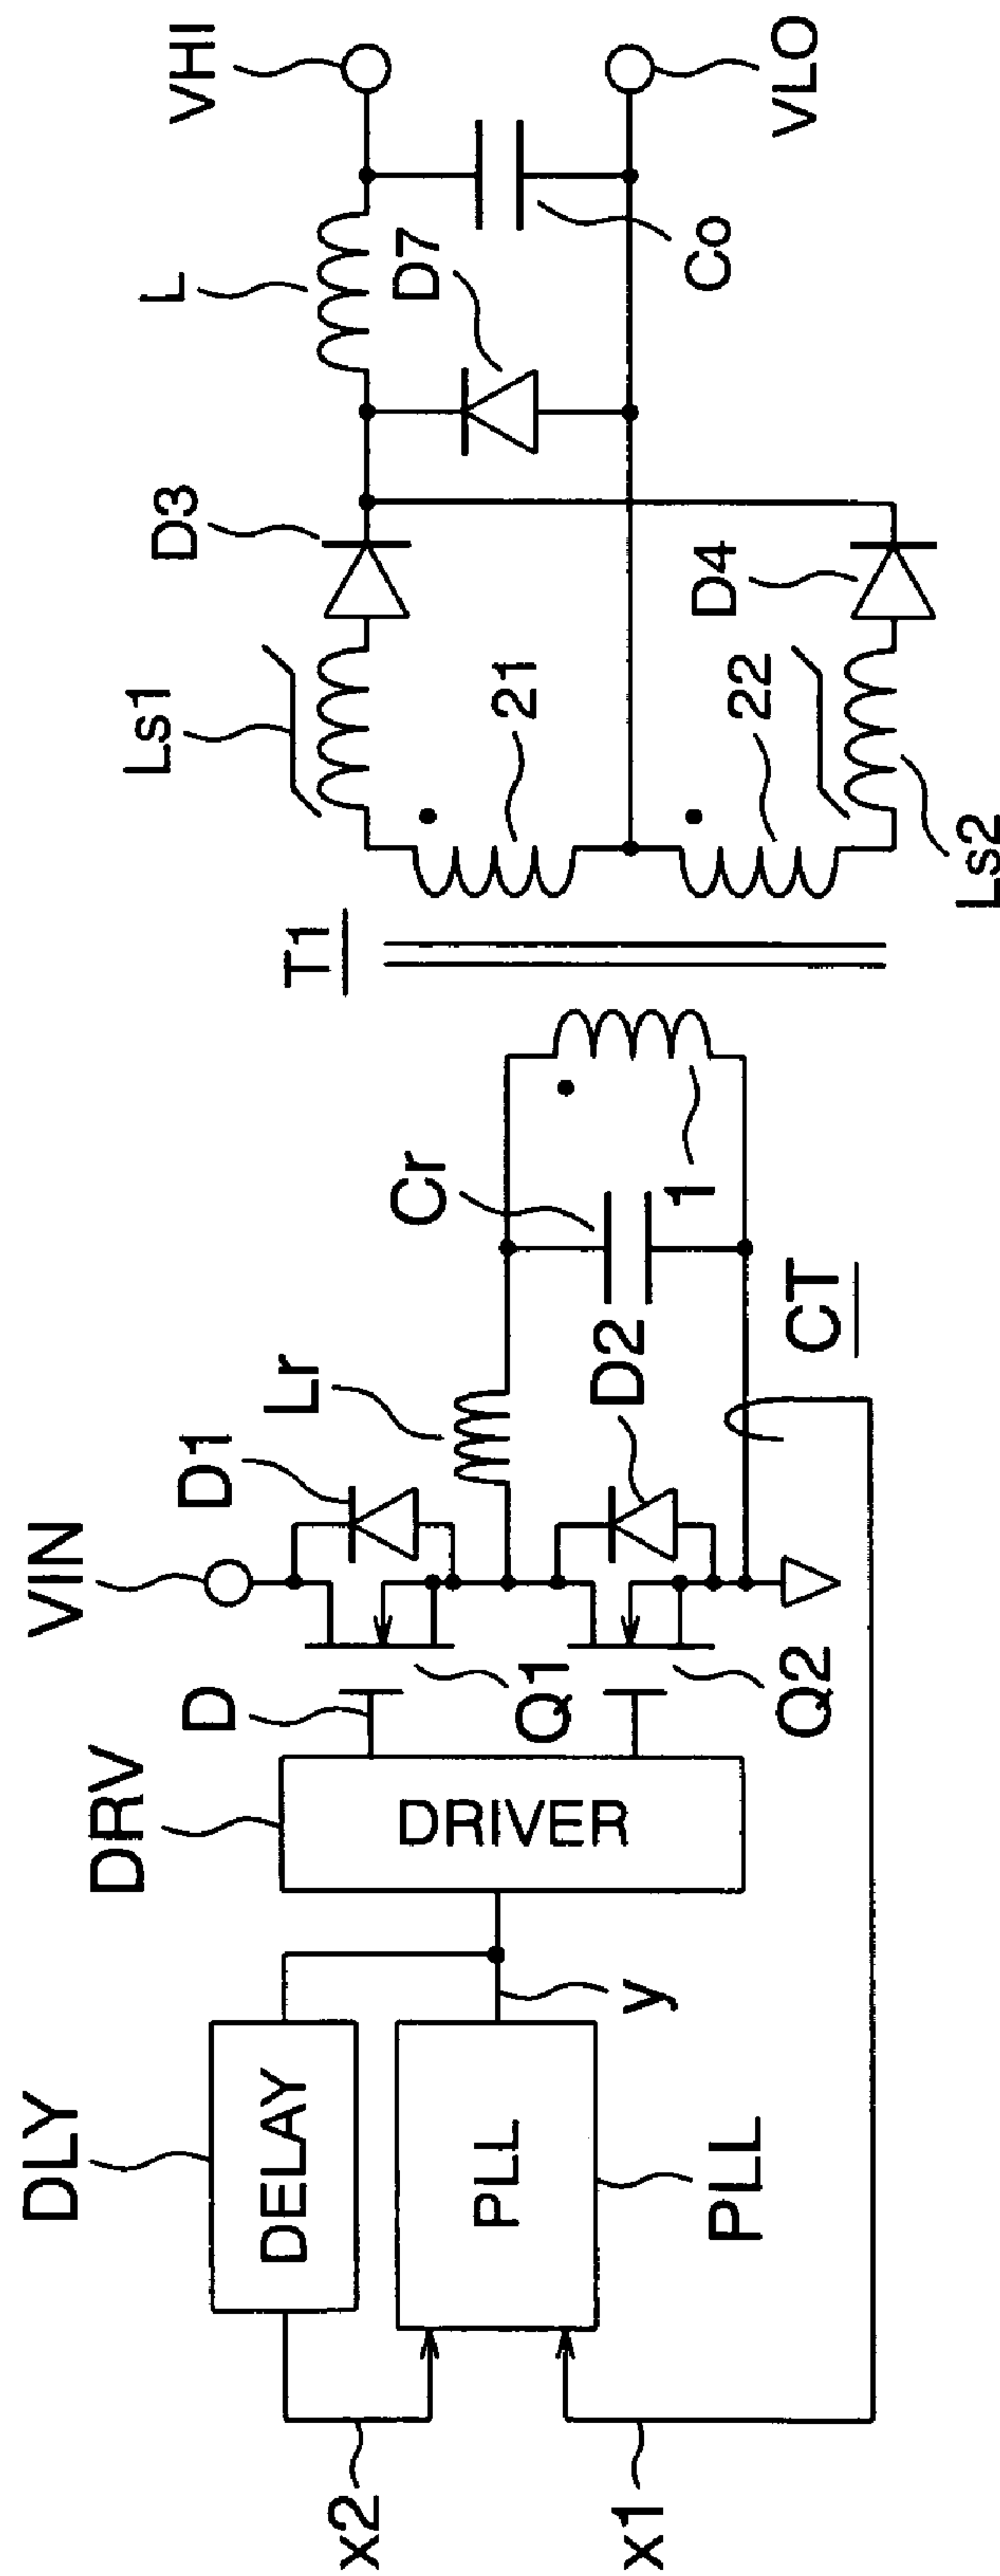 VHI
VLO
L
D7
Co
D3
D4
Ls1
21
22
Ls2
T1
Cr
1
CT
Lr
D2
D1
VIN
D
Q1
Q2
DRV
DRIVER
y
DLY
DELAY
PLL
PLL
x2
x1